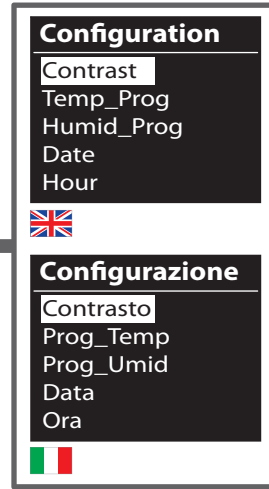 Configuration
Contrast
Temp_Prog
Humid_Prog
Date
Hour
Configurazione
Contrasto
Prog_Temp
Prog_Umid
Data
Ora